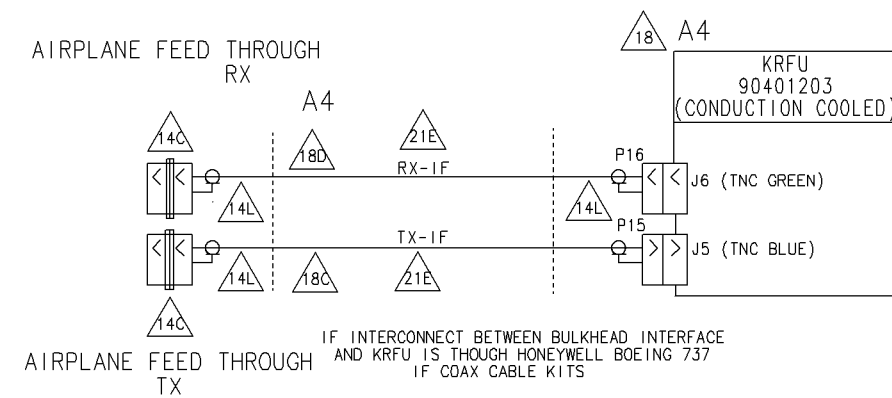 18 A4
AIRPLANE FEED THROUGH
RX
KRFU
90401203
(CONDUCTION COOLED)
A4
14C
18D
21E
P16
RX-IF
J6 (TNC GREEN)
14L
14L
P15
TX-IF
J5 (TNC BLUE)
14L
18C
21E
14C
IF INTERCONNECT BETWEEN BULKHEAD INTERFACE
AND KRFU IS THOUGH HONEYWELL BOEING 737
IF COAX CABLE KITS
AIRPLANE FEED THROUGH
TX